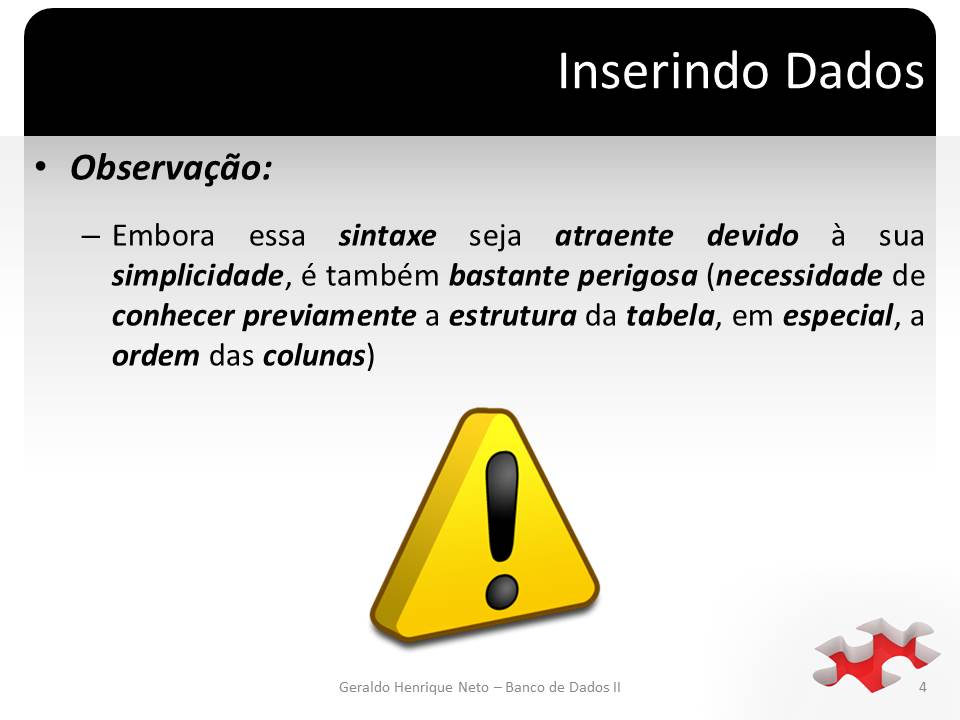 Inserindo Dados
• Observação:
– Embora essa sintaxe seja atraente devido à sua
simplicidade, é também bastante perigosa (necessidade de
conhecer previamente a estrutura da tabela, em especial, a
ordem das colunas)
Geraldo Henrique Neto – Banco de Dados II
4